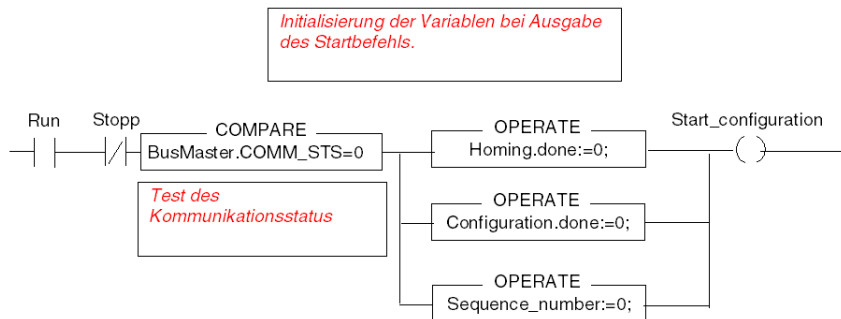 Initialisierung der Variablen bei Ausgabe
des Startbefehls.
Run
Stopp
COMPARE
BusMaster.COMM_STS=0
OPERATE
Homing.done:=0;
Start_configuration
Test des
Kommunikationsstatus
OPERATE
Configuration.done:=0;
OPERATE
Sequence_number:=0;